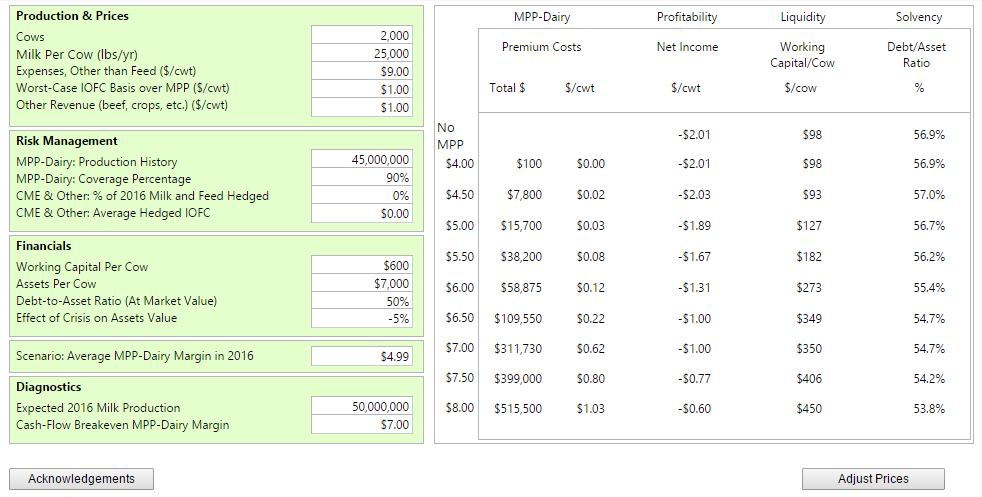 Production & Prices
Cows 2,000
Milk Per Cow (lbs/yr) 25,000
Expenses, Other than Feed ($/cwt) $9.00
Worst-Case IOFC Basis over MPP ($/cwt) $1.00
Other Revenue (beef, crops, etc.) ($/cwt) $1.00
Risk Management
MPP-Dairy: Production History 45,000,000
MPP-Dairy: Coverage Percentage 90%
CME & Other: % of 2016 Milk and Feed Hedged 0%
CME & Other: Average Hedged IOFC $0.00
Financials
Working Capital Per Cow $600
Assets Per Cow $7,000
Debt-to-Asset Ratio (At Market Value) 50%
Effect of Crisis on Assets Value -5%
Scenario: Average MPP-Dairy Margin in 2016 $4.99
Diagnostics
Expected 2016 Milk Production 50,000,000
Cash-Flow Breakeven MPP-Dairy Margin $7.00
MPP-Dairy Profitability Liquidity Solvency
Premium Costs Net Income Working Debt/Asset
Capital/Cow Ratio
Total $ $/cwt $/cwt $/cow %
No
MPP -$2.01 $98 56.9%
$4.00 $100 $0.00 -$2.01 $98 56.9%
$4.50 $7,800 $0.02 -$2.03 $93 57.0%
$5.00 $15,700 $0.03 -$1.89 $127 56.7%
$5.50 $38,200 $0.08 -$1.67 $182 56.2%
$6.00 $58,875 $0.12 -$1.31 $273 55.4%
$6.50 $109,550 $0.22 -$1.00 $349 54.7%
$7.00 $311,730 $0.62 -$1.00 $350 54.7%
$7.50 $399,000 $0.80 -$0.77 $406 54.2%
$8.00 $515,500 $1.03 -$0.60 $450 53.8%
Acknowledgements Adjust Prices